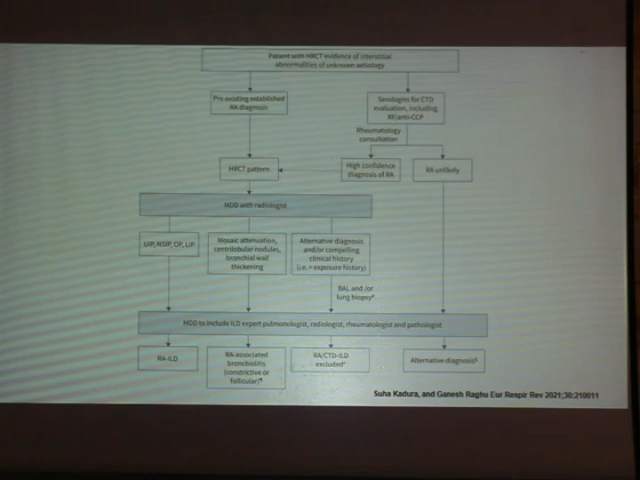 Patient with HRCT evidence of interstitial
abnormalities of unknown aetiology
Pre-existing established
RA diagnosis
Serologies for CTD
evaluation, including
RF/anti-CCP
Rheumatology
consultation
HRCT pattern
High confidence
diagnosis of RA
RA unlikely
MDD with radiologist
UIP, NSIP, OP, LIP
Mosaic attenuation,
centrilobular nodules,
bronchial wall
thickening
Alternative diagnosis
and/or compelling
clinical history
(i.e. + exposure history)
BAL and /or
lung biopsy
MDD to include ILD expert pulmonologist, radiologist, rheumatologist and pathologist
RA-ILD
RA-associated
bronchiolitis
(constrictive or
follicular)
RA/CTD-ILD
excluded
Alternative diagnosis
Suha Kadura, and Ganesh Raghu Eur Respir Rev 2021;30:210011